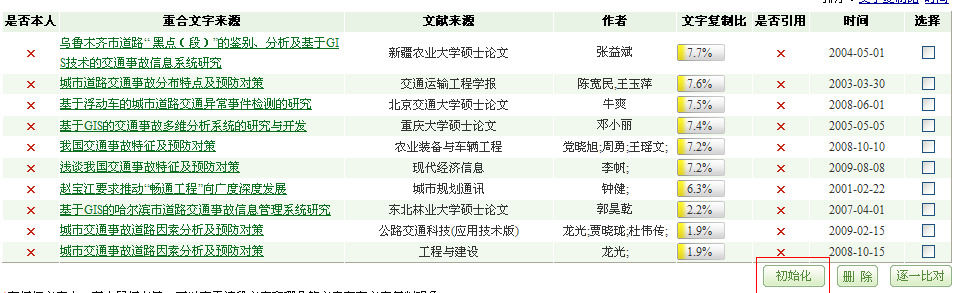 是否本人 重合文字来源 文献来源 作者 文字复制比 是否引用 时间 选择
乌鲁木齐市道路“黑点（段）”的鉴别、分析及基于GI
S技术的交通事故信息系统研究 新疆农业大学硕士论文 张益斌 7.7% 2004-05-01
城市道路交通事故分布特点及预防对策 交通运输工程学报 陈宽民,王玉萍 7.6% 2003-03-30
基于浮动车的城市道路交通异常事件检测的研究 北京交通大学硕士论文 牛爽 7.5% 2008-06-01
基于GIS的交通事故多维分析系统的研究与开发 重庆大学硕士论文 邓小丽 7.4% 2005-05-05
我国交通事故特征及预防对策 农业装备与车辆工程 党晓旭;周勇;王瑶文; 7.2% 2008-10-10
浅谈我国交通事故特征及预防对策 现代经济信息 李帆; 7.2% 2009-08-08
赵宝江要求推动“畅通工程”向广度深度发展 城市规划通讯 钟健; 6.3% 2001-02-22
基于GIS的哈尔滨市道路交通事故信息管理系统研究 东北林业大学硕士论文 郭昊乾 2.2% 2007-04-01
城市交通事故道路因素分析及预防对策 公路交通科技(应用技术版) 龙光;贾晓珑;杜伟传; 1.9% 2009-02-15
城市交通事故道路因素分析及预防对策 工程与建设 龙光; 1.9% 2008-10-15
初始化 删 除 逐一比对